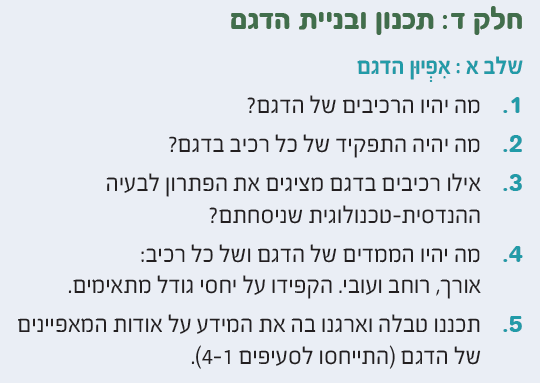 חלק ד: תכנון ובניית הדגם
שלב א: אִפְיוּן הדגם
1. מה יהיו הרכיבים של הדגם?
2. מה יהיה התפקיד של כל רכיב בדגם?
3. אילו רכיבים בדגם מציגים את הפתרון לבעיה
ההנדסית-טכנולוגית שניסחתם?
4. מה יהיו הממדים של הדגם ושל כל רכיב:
אורך, רוחב ועובי. הקפידו על יחסי גודל מתאימים.
5. תכננו טבלה וארגנו בה את המידע על אודות המאפיינים
של הדגם (התייחסו לסעיפים 4-1).